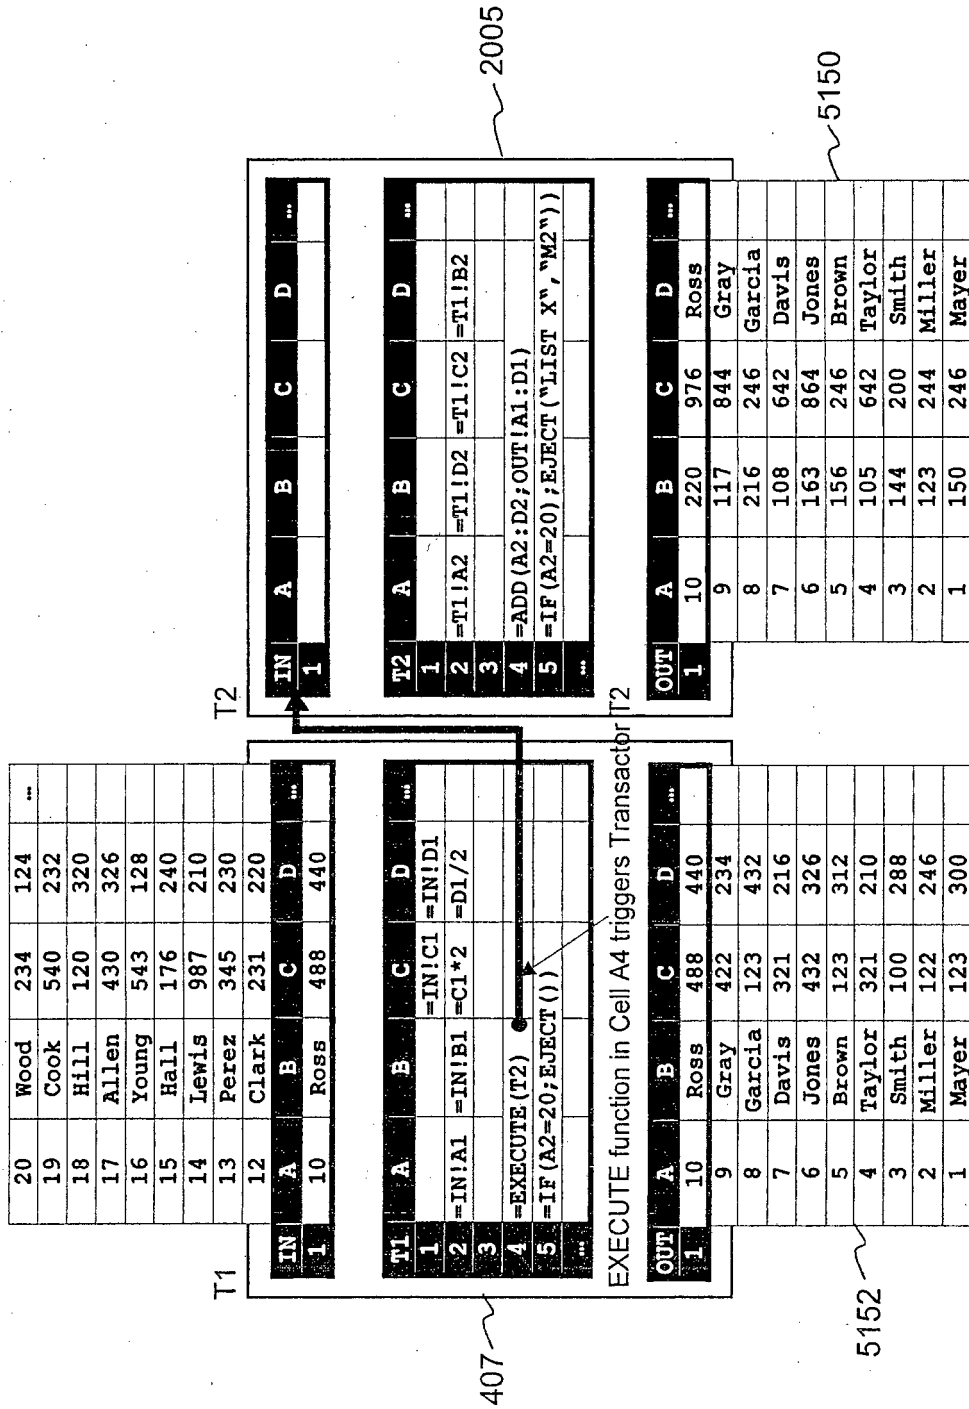 20 Wood 234 124 ...
19 Cook 540 232
18 Hill 120 320
17 Allen 430 326
16 Young 543 128
15 Hall 176 240
14 Lewis 987 210
13 Perez 345 230
12 Clark 231 220
T1
IN A B C D ...
1 10 Ross 488 440
T1 A B C D ...
1 =IN!C1 =IN!D1
2 =IN!A1 =IN!B1 =C1*2 =D1/2
3
4 =EXECUTE(T2)
5 =IF(A2=20;EJECT())
...
EXECUTE function in Cell A4 triggers Transactor T2
OUT A B C D ...
1 10 Ross 488 440
9 Gray 422 234
8 Garcia 123 432
7 Davis 321 216
6 Jones 432 326
5 Brown 123 312
4 Taylor 321 210
3 Smith 100 288
2 Miller 122 246
1 Mayer 123 300
407
5152
T2
IN A B C D ...
1
T2 A B C D ...
1
2 =T1!A2 =T1!D2 =T1!C2 =T1!B2
3
4 =ADD(A2:D2;OUT!A1:D1)
5 =IF(A2=20);EJECT("LIST X","M2"))
...
OUT A B C D ...
1 10 220 976 Ross
9 117 844 Gray
8 216 246 Garcia
7 108 642 Davis
6 163 864 Jones
5 156 246 Brown
4 105 642 Taylor
3 144 200 Smith
2 123 244 Miller
1 150 246 Mayer
2005
5150